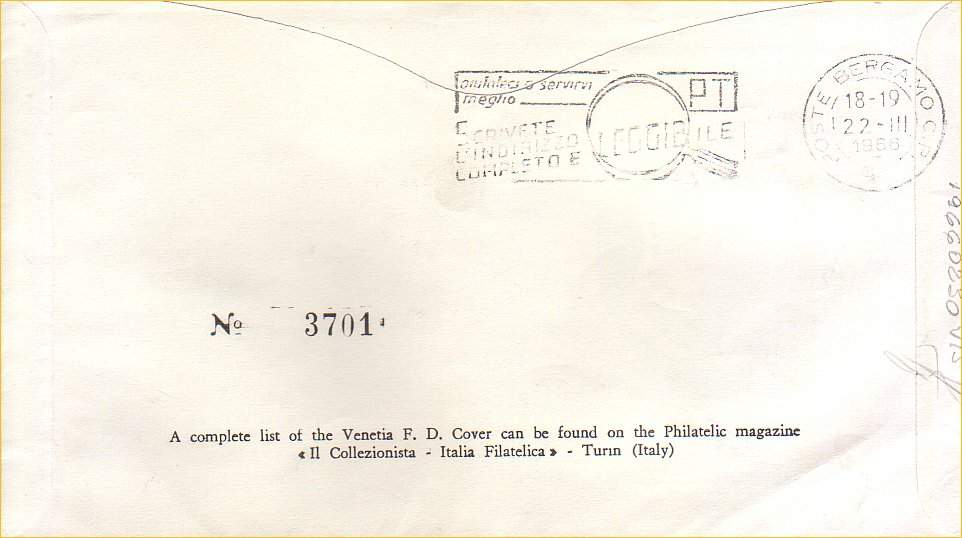 aiutateci a servirvi
meglio
PT
SCRIVETE
L'INDIRIZZO
COMPLETO E
LEGGIBILE
POSTE BERGAMO C.P.
18-19
22-III
1966
No 3701
A complete list of the Venetia F. D. Cover can be found on the Philatelic magazine
« Il Collezionista - Italia Filatelica » - Turin (Italy)